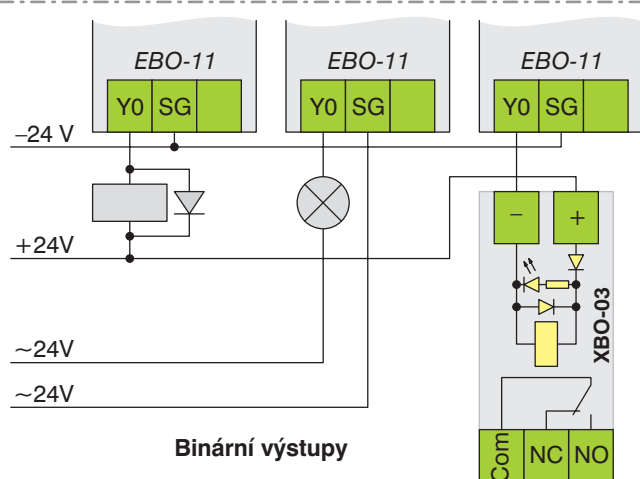 EBO-11 EBO-11 EBO-11
Y0 SG Y0 SG Y0 SG
−24 V
− +
+24V
XBO-03
~24V
~24V
Binární výstupy
Com NC NO